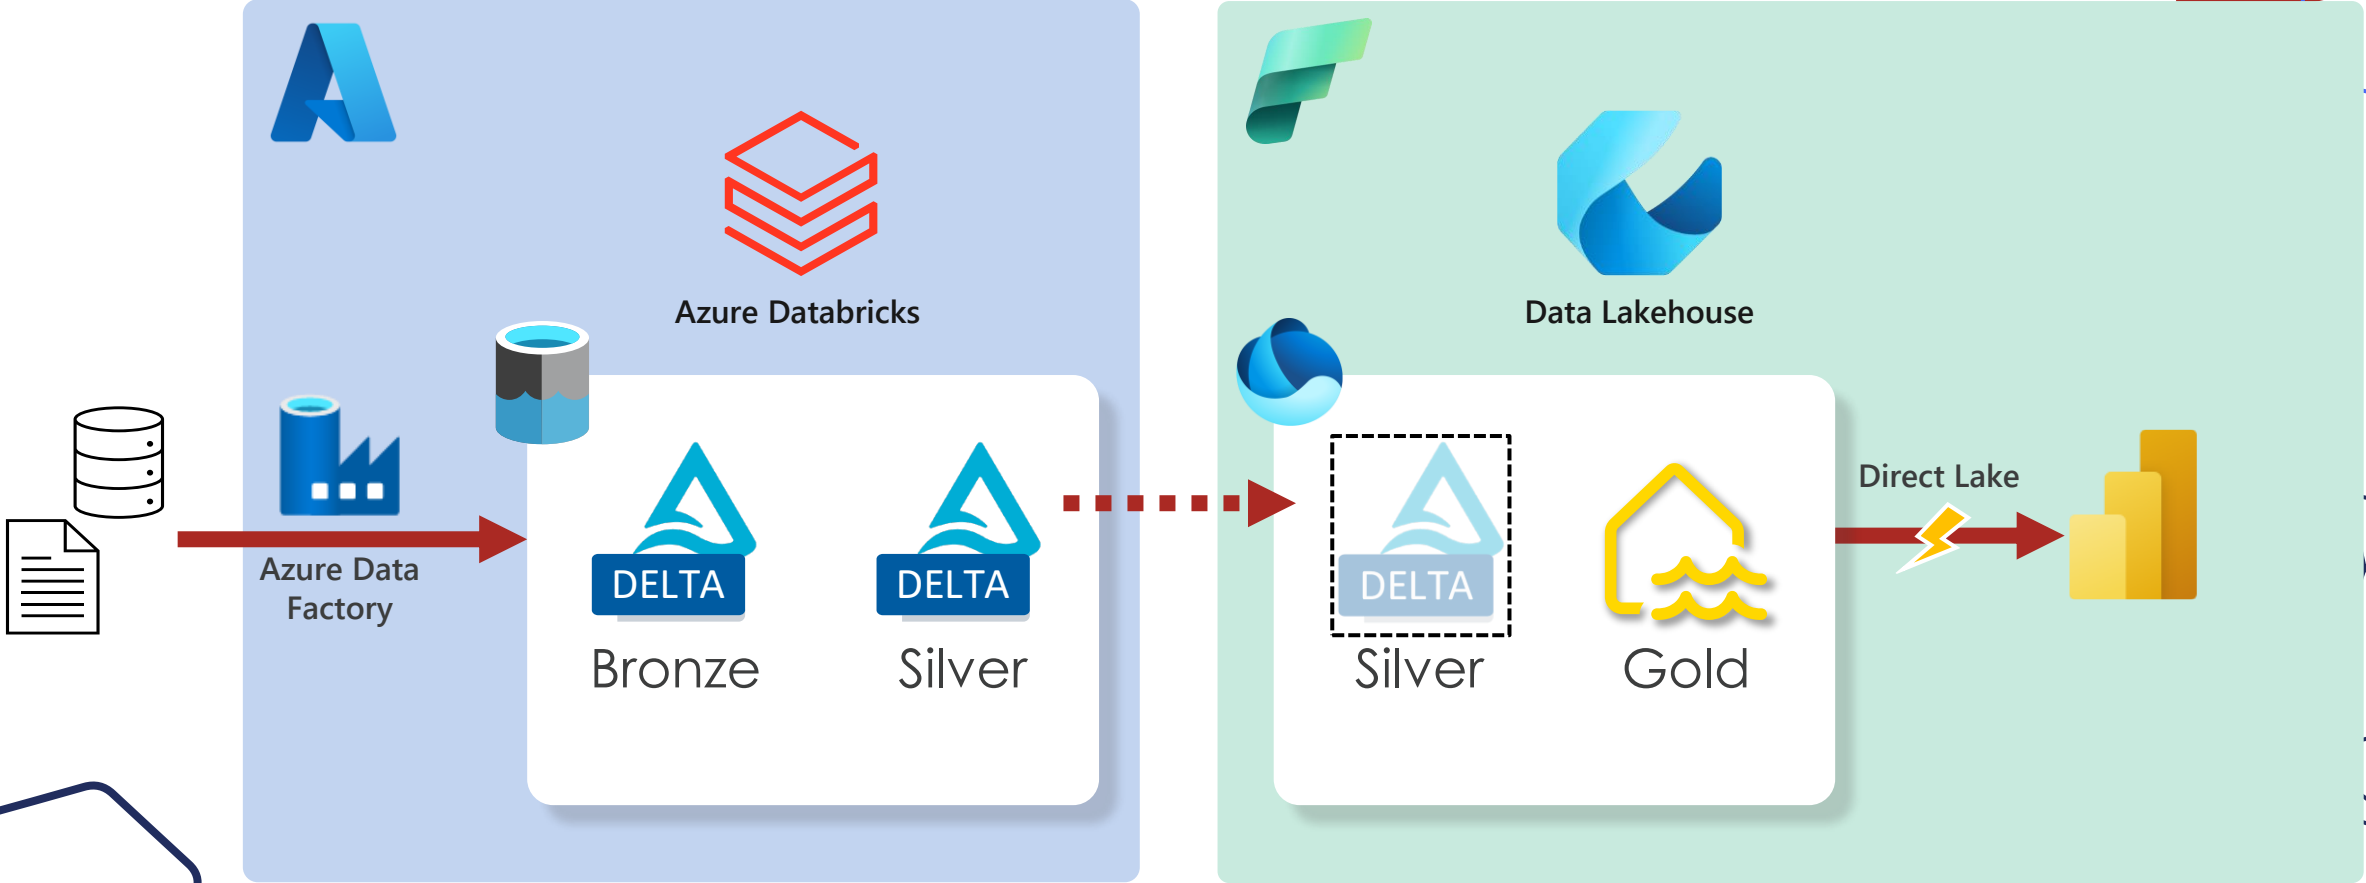 Azure Databricks
Data Lakehouse
Direct Lake
Azure Data
Factory
DELTA
DELTA
DELTA
Bronze
Silver
Silver
Gold